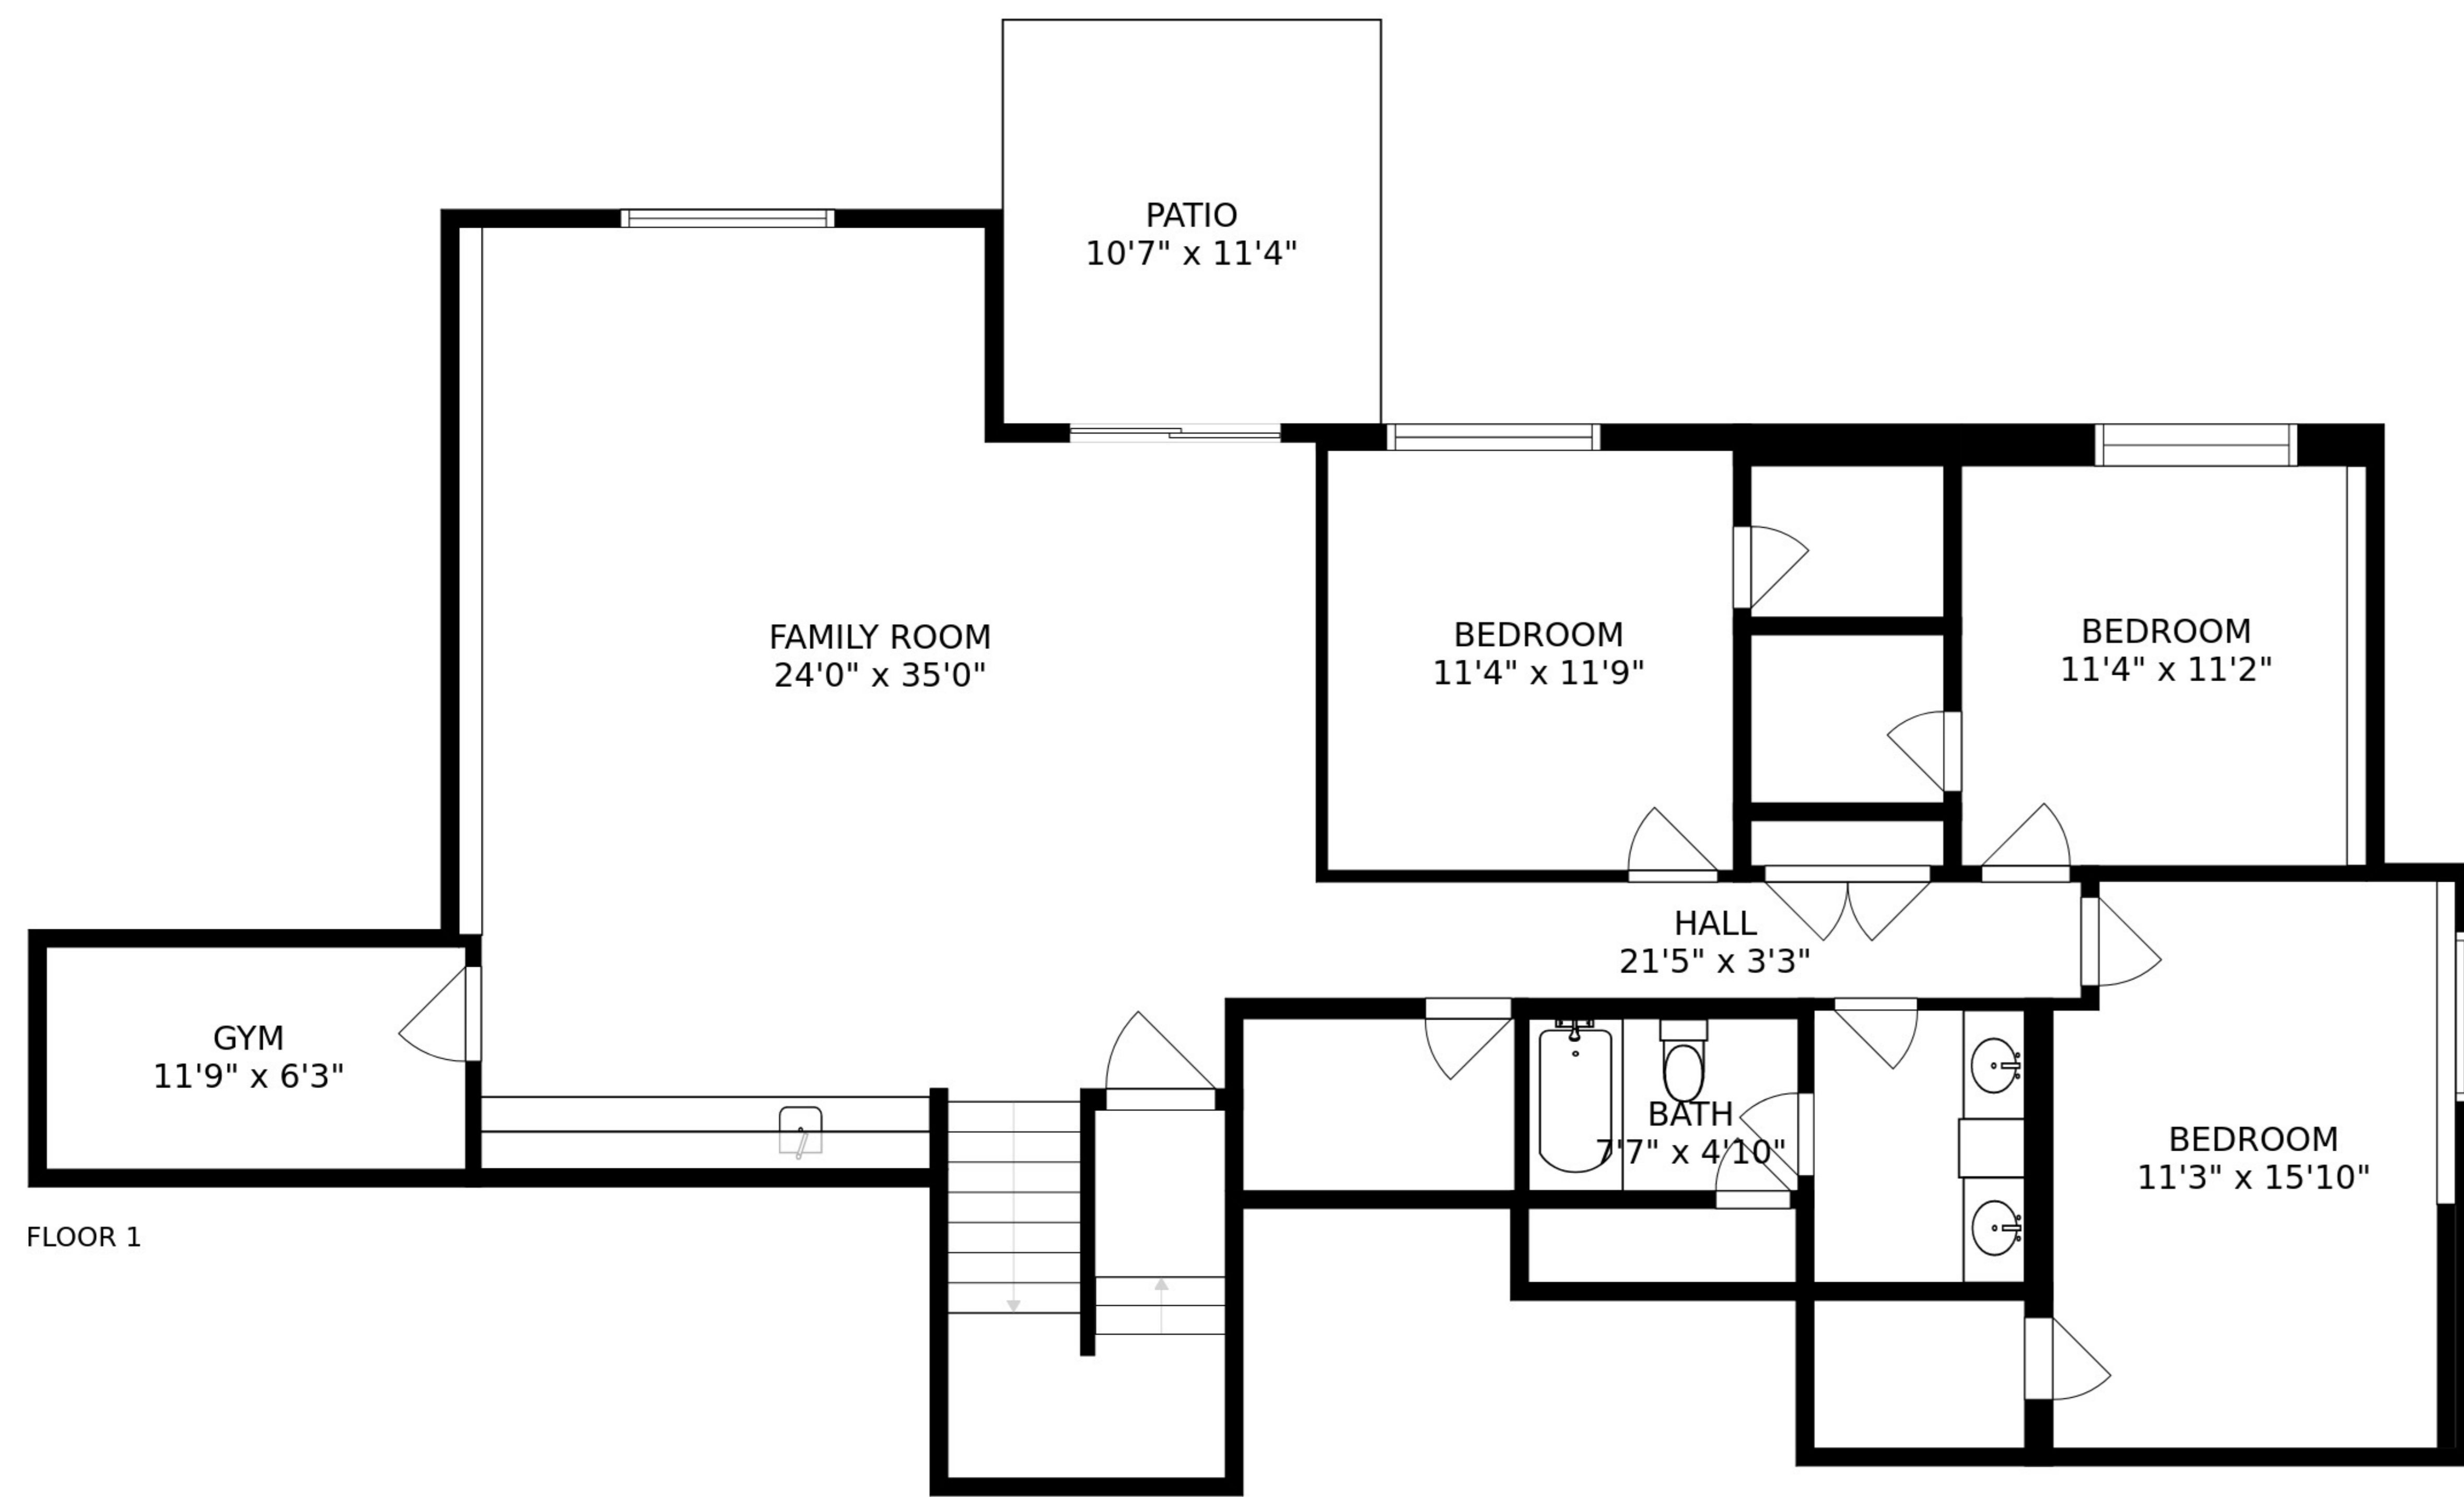 PATIO
10'7" x 11'4"
FAMILY ROOM
24'0" x 35'0"
BEDROOM
11'4" x 11'9"
BEDROOM
11'4" x 11'2"
HALL
21'5" x 3'3"
GYM
11'9" x 6'3"
BATH
7'7" x 4'10"
BEDROOM
11'3" x 15'10"
FLOOR 1